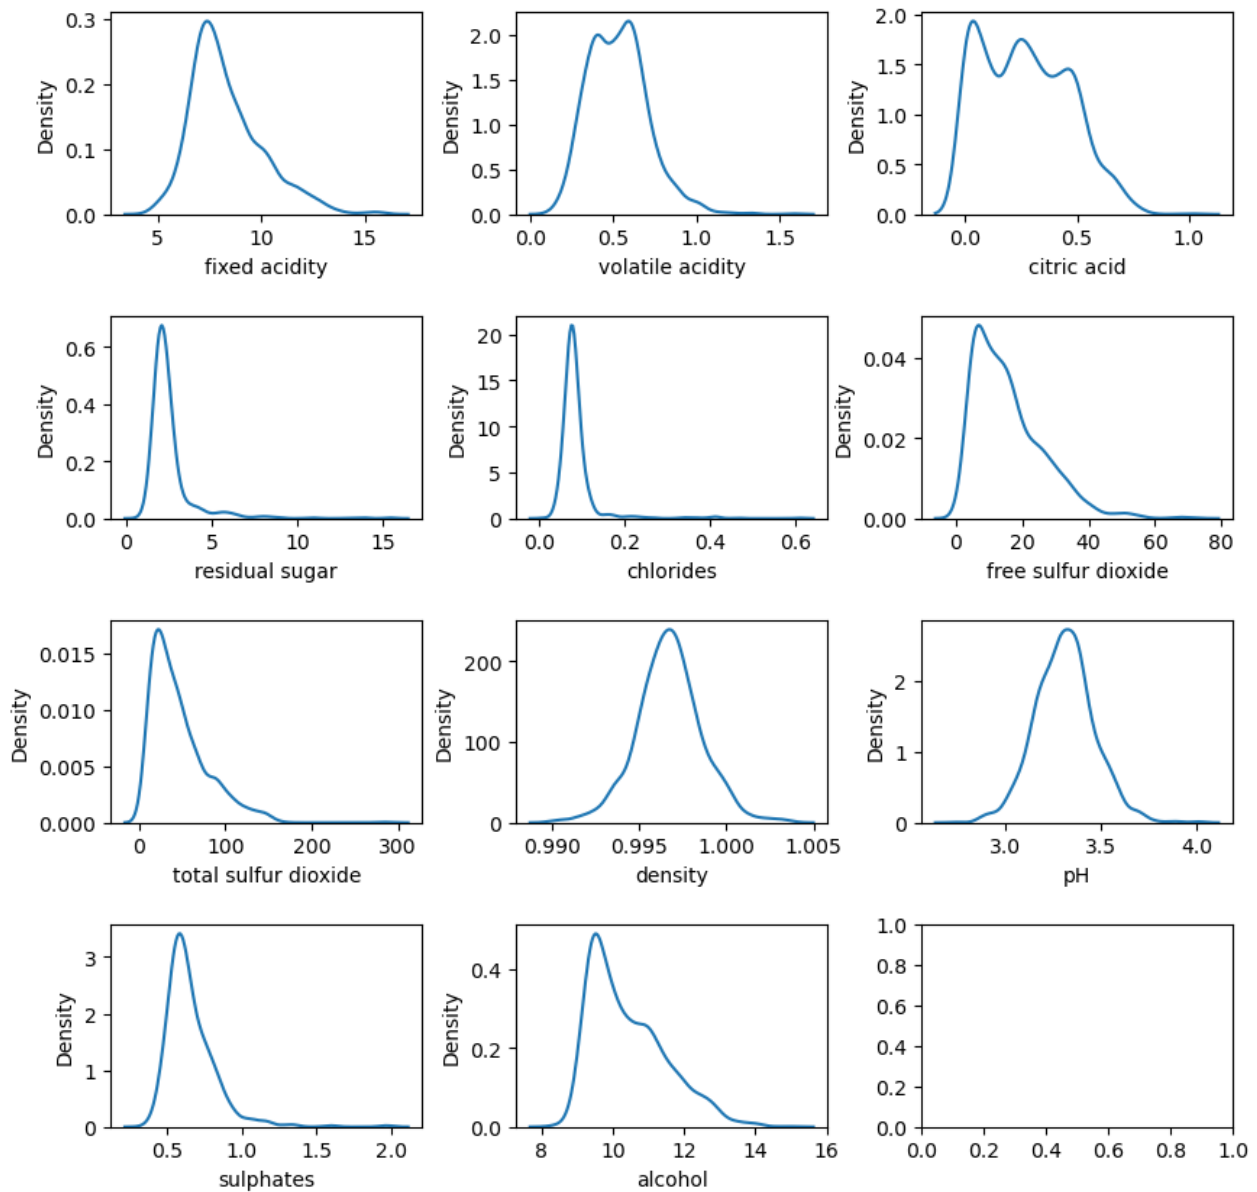 0.3
0.2
0.1
0.0
Density
5 10 15
fixed acidity
2.0
1.5
1.0
0.5
0.0
Density
0.0 0.5 1.0 1.5
volatile acidity
2.0
1.5
1.0
0.5
0.0
Density
0.0 0.5 1.0
citric acid
0.6
0.4
0.2
0.0
Density
0 5 10 15
residual sugar
20
15
10
5
0
Density
0.0 0.2 0.4 0.6
chlorides
0.04
0.02
0.00
Density
0 20 40 60 80
free sulfur dioxide
0.015
0.010
0.005
0.000
Density
0 100 200 300
total sulfur dioxide
200
100
0
Density
0.990 0.995 1.000 1.005
density
2
1
0
Density
3.0 3.5 4.0
pH
3
2
1
0
Density
0.5 1.0 1.5 2.0
sulphates
0.4
0.2
0.0
Density
8 10 12 14 16
alcohol
1.0
0.8
0.6
0.4
0.2
0.0
0.0 0.2 0.4 0.6 0.8 1.0